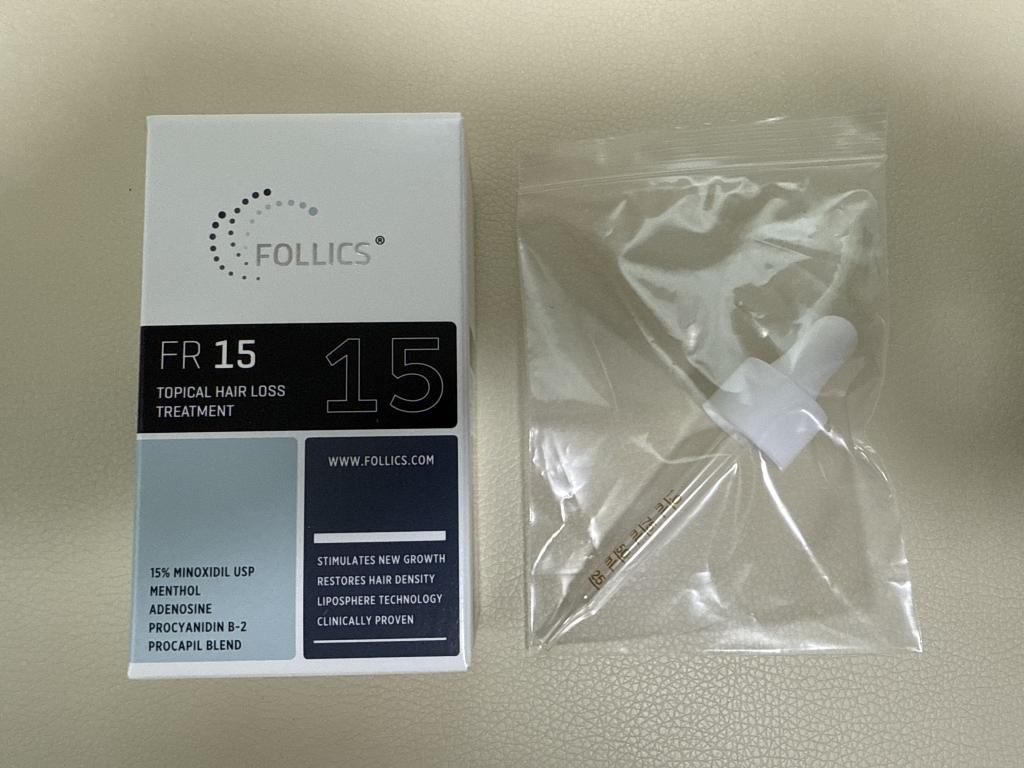 FOLLICS®
FR 15
15
TOPICAL HAIR LOSS
TREATMENT
WWW.FOLLICS.COM
15% MINOXIDIL USP
MENTHOL
ADENOSINE
PROCYANIDIN B-2
PROCAPIL BLEND
STIMULATES NEW GROWTH
RESTORES HAIR DENSITY
LIPOSPHERE TECHNOLOGY
CLINICALLY PROVEN